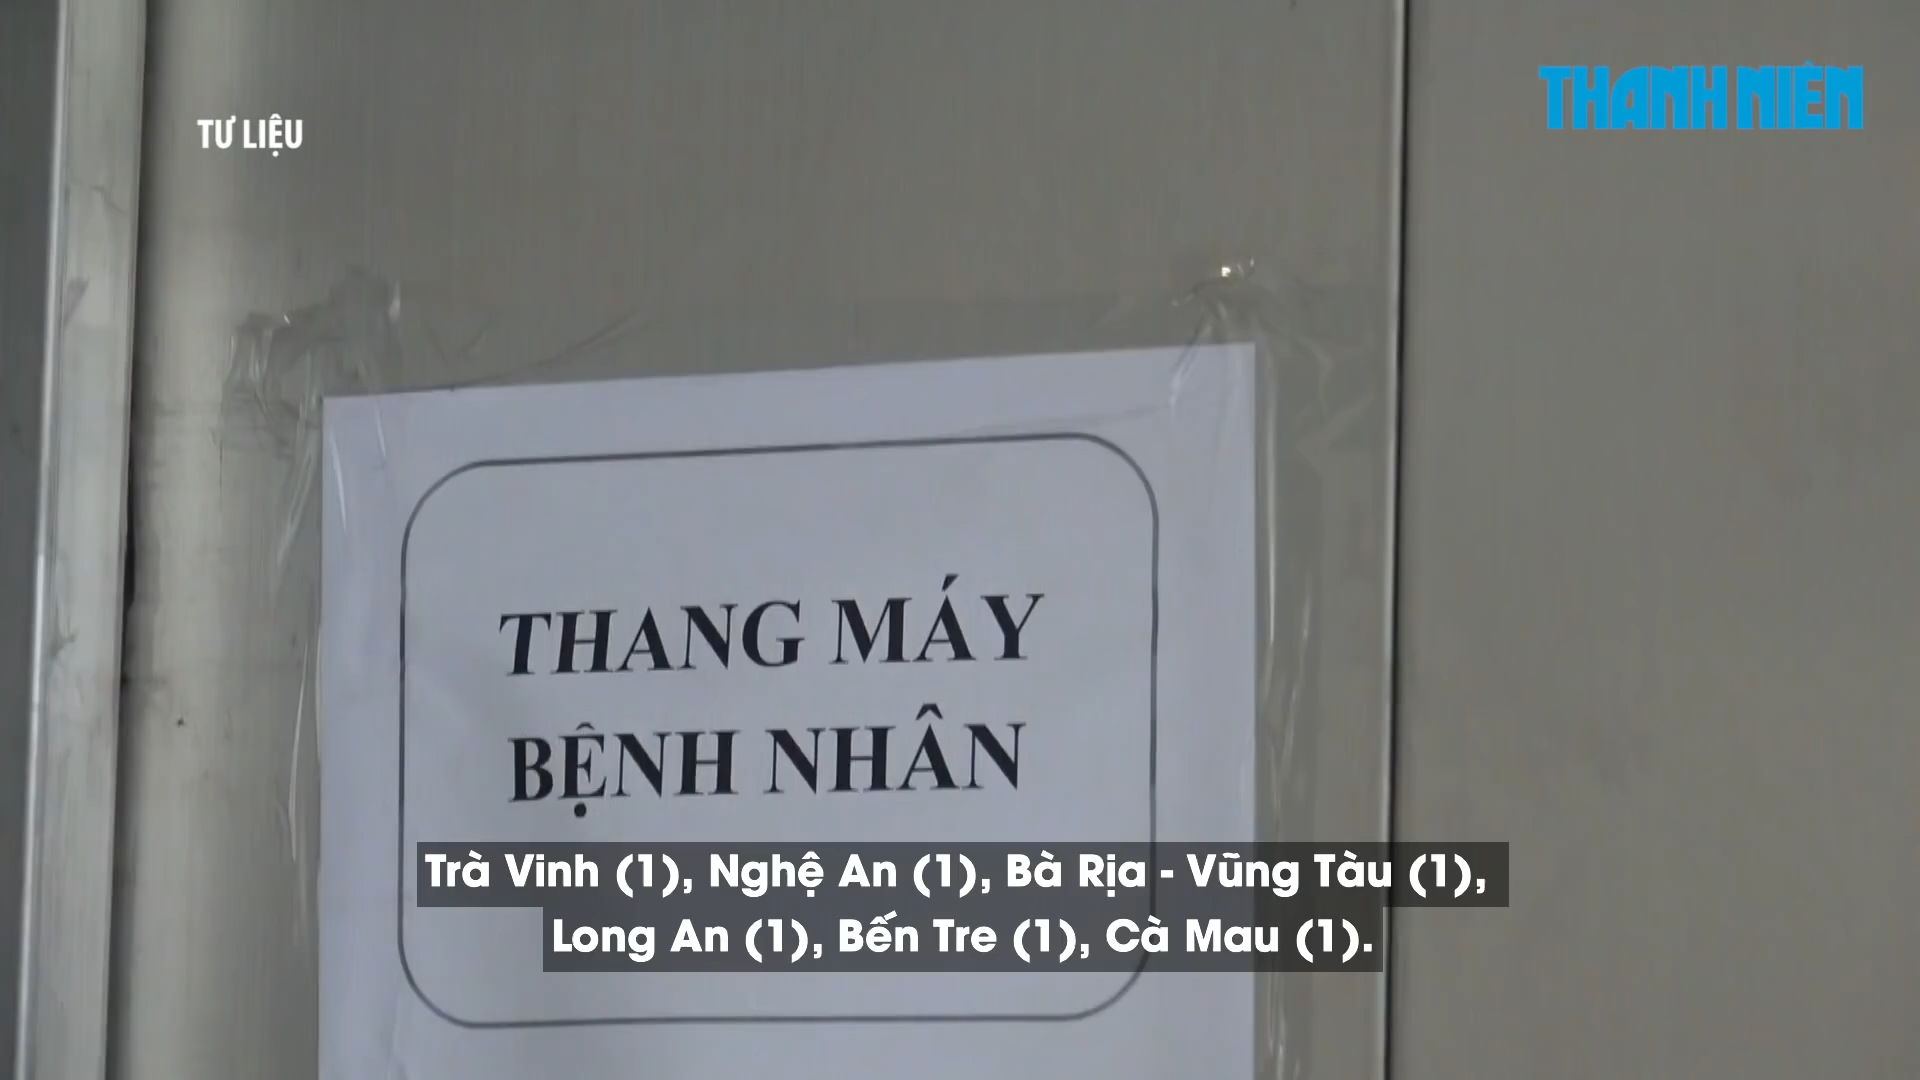 THANH NIÊN
TƯ LIỆU
THANG MÁY
BỆNH NHÂN
Trà Vinh (1), Nghệ An (1), Bà Rịa - Vũng Tàu (1),
Long An (1), Bến Tre (1), Cà Mau (1).